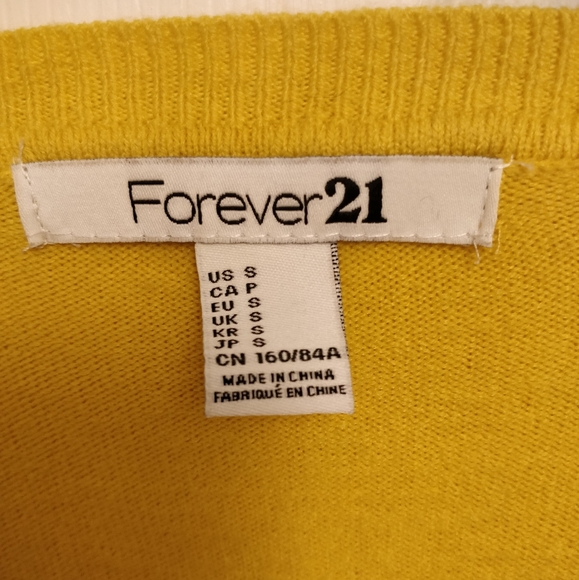 Forever21
US S
CA P
EU S
UK S
KR S
JP S
CN 160/84A
MADE IN CHINA
FABRIQUÉ EN CHINE